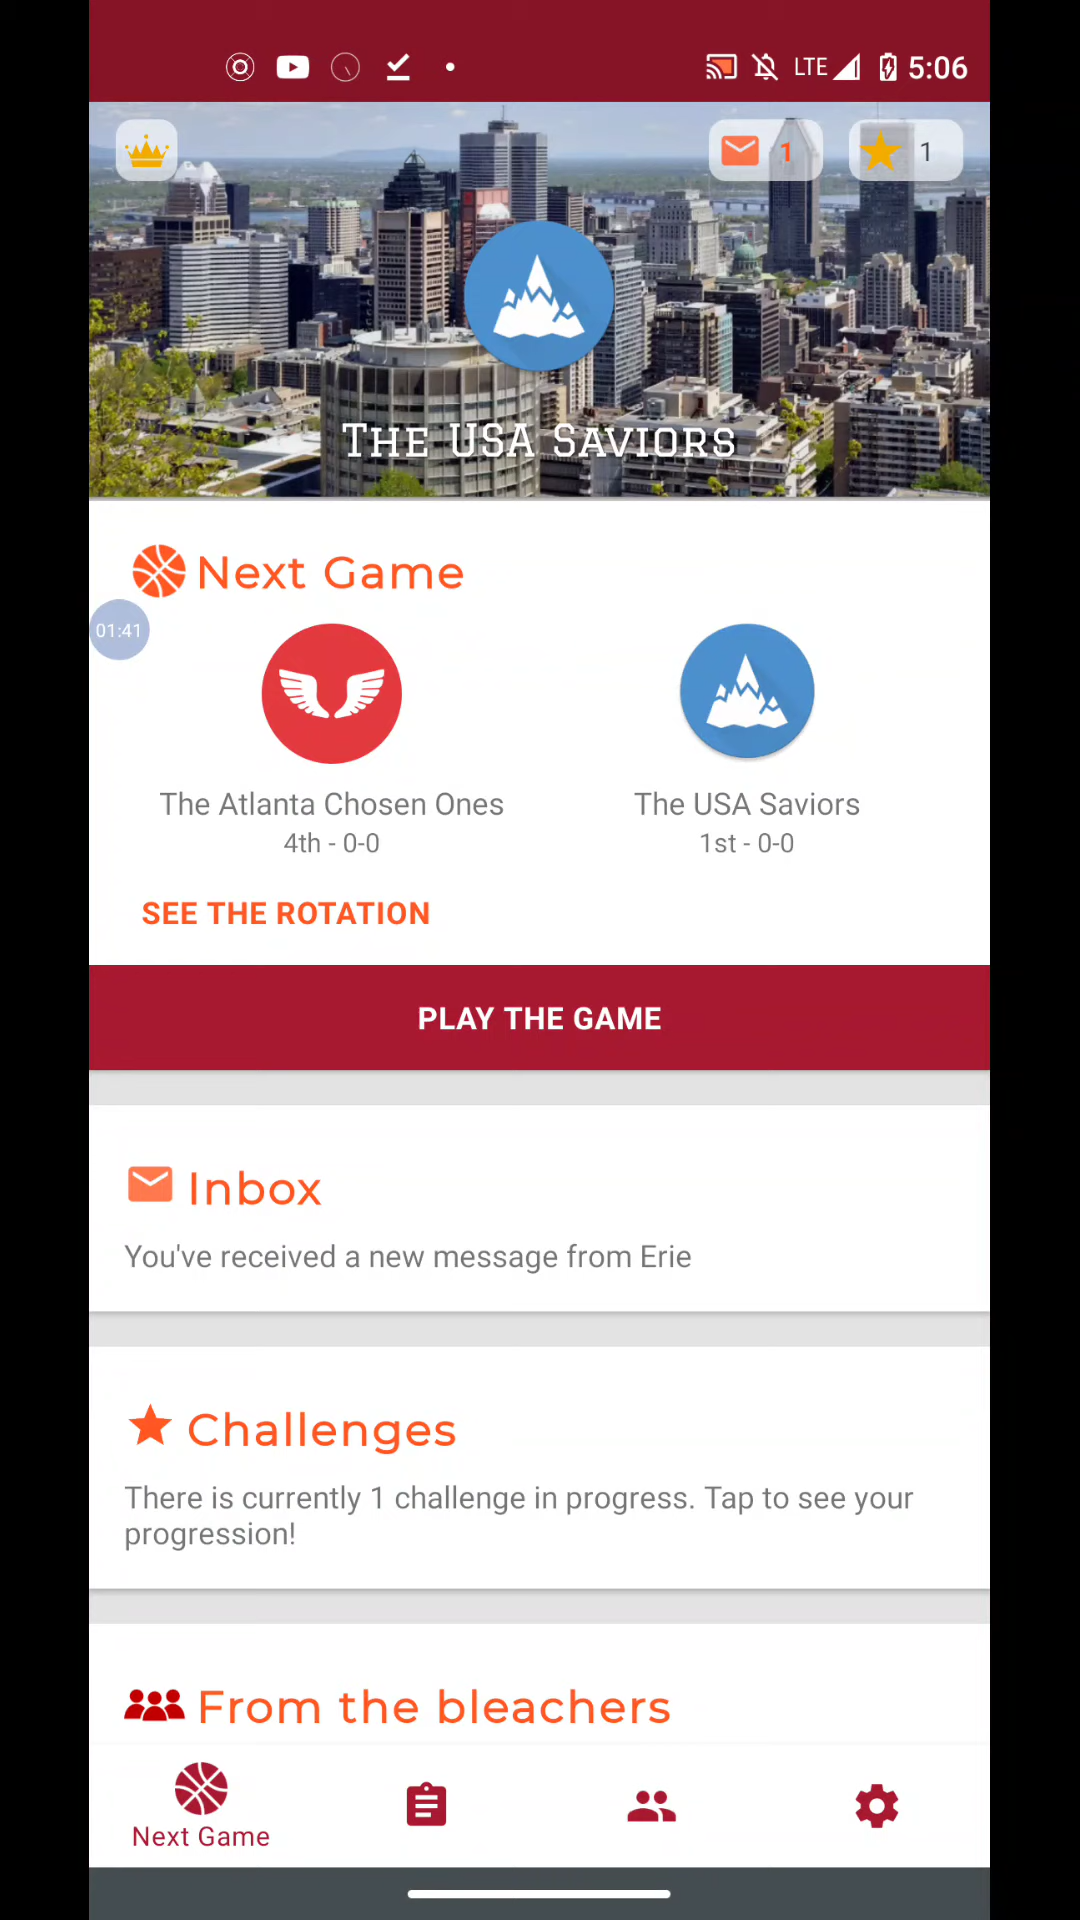 LTE 5:06
1 1
The USA Saviors
Next Game
01:41
The Atlanta Chosen Ones The USA Saviors
4th - 0-0 1st - 0-0
SEE THE ROTATION
PLAY THE GAME
Inbox
You've received a new message from Erie
Challenges
There is currently 1 challenge in progress. Tap to see your
progression!
From the bleachers
Next Game